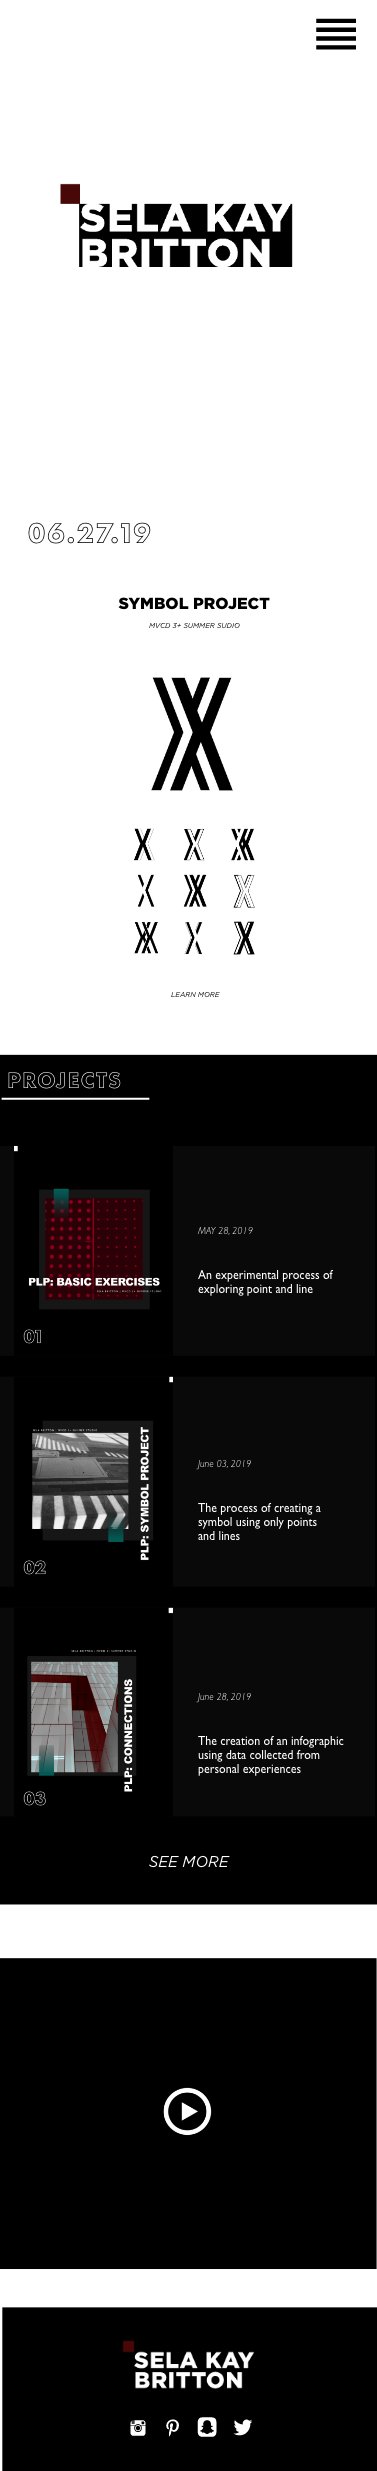 SELA KAY
BRITTON
06.27.19
SYMBOL PROJECT
MVCD 3+ SUMMER SUDIO
LEARN MORE
PROJECTS
PLP: BASIC EXERCISES
01
MAY 28, 2019
An experimental process of
exploring point and line
PLP: SYMBOL PROJECT
02
June 03, 2019
The process of creating a
symbol using only points
and lines
PLP: CONNECTIONS
03
June 28, 2019
The creation of an infographic
using data collected from
personal experiences
SEE MORE
SELA KAY
BRITTON